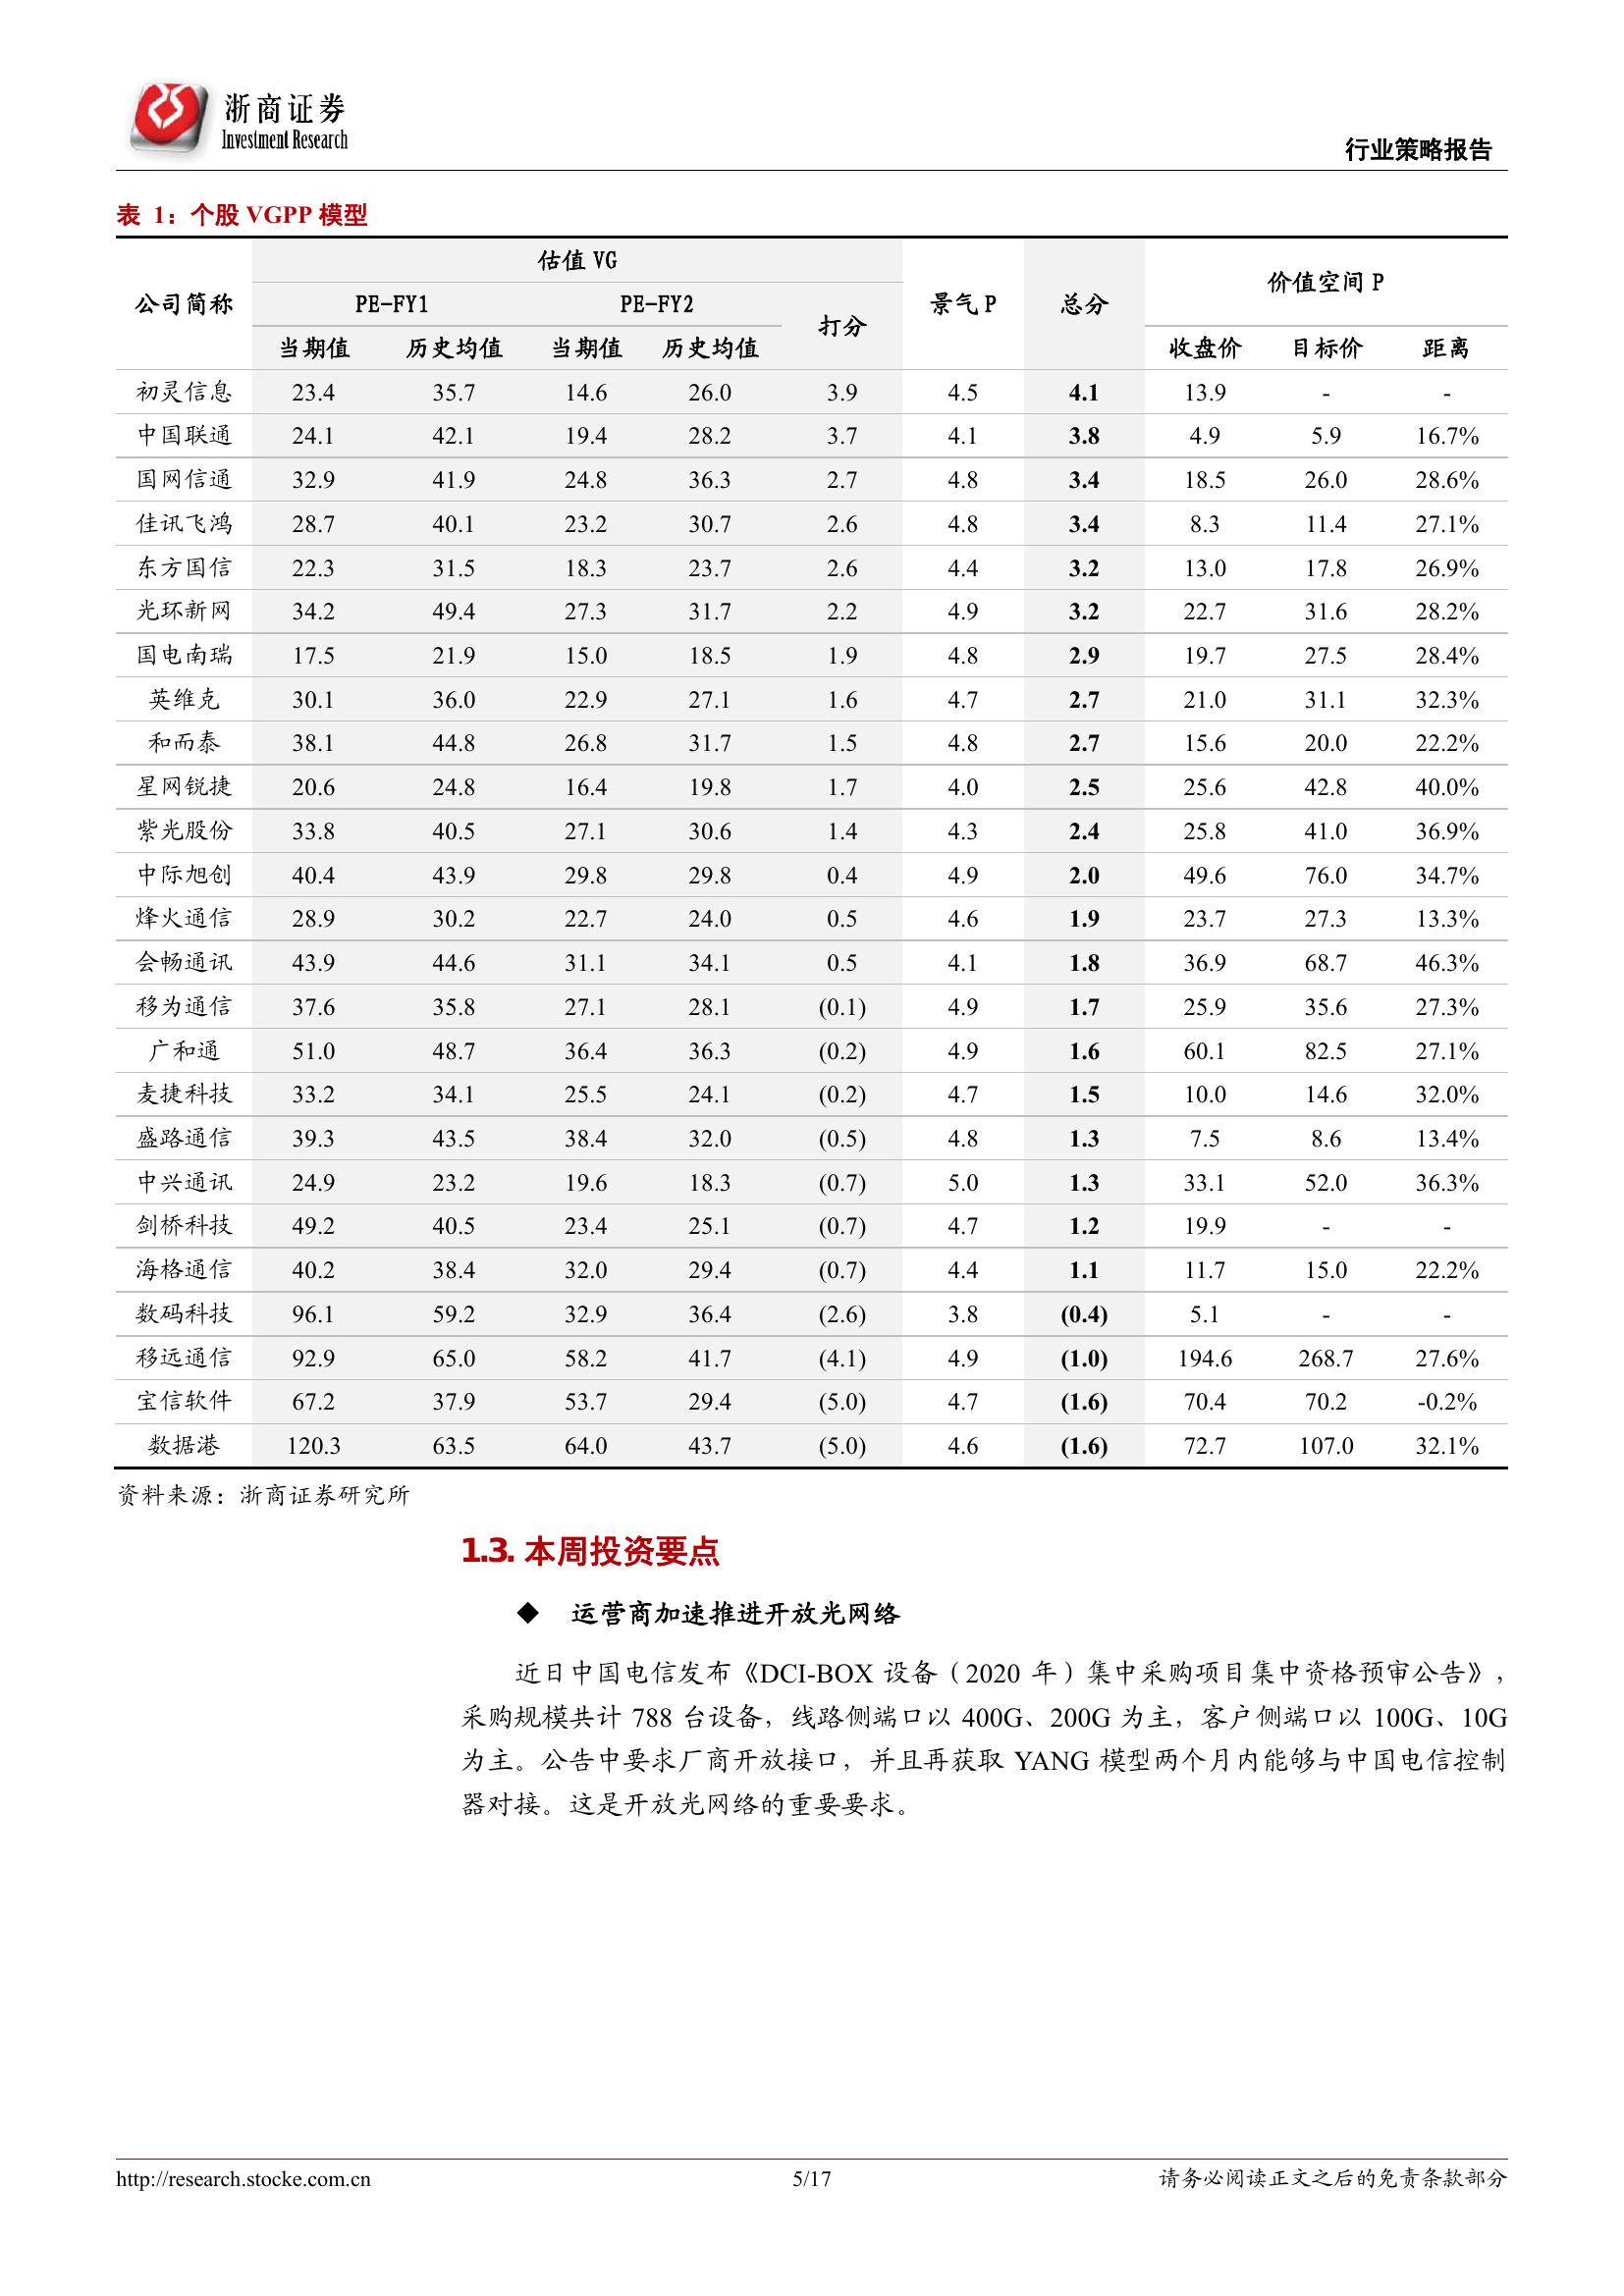 浙商证券
Investment Research
行业策略报告
表 1：个股 VGPP 模型
公司简称 估值 VG 景气 P 总分 价值空间 P
PE-FY1 PE-FY2 打分
当期值 历史均值 当期值 历史均值 收盘价 目标价 距离
初灵信息 23.4 35.7 14.6 26.0 3.9 4.5 4.1 13.9 - -
中国联通 24.1 42.1 19.4 28.2 3.7 4.1 3.8 4.9 5.9 16.7%
国网信通 32.9 41.9 24.8 36.3 2.7 4.8 3.4 18.5 26.0 28.6%
佳讯飞鸿 28.7 40.1 23.2 30.7 2.6 4.8 3.4 8.3 11.4 27.1%
东方国信 22.3 31.5 18.3 23.7 2.6 4.4 3.2 13.0 17.8 26.9%
光环新网 34.2 49.4 27.3 31.7 2.2 4.9 3.2 22.7 31.6 28.2%
国电南瑞 17.5 21.9 15.0 18.5 1.9 4.8 2.9 19.7 27.5 28.4%
英维克 30.1 36.0 22.9 27.1 1.6 4.7 2.7 21.0 31.1 32.3%
和而泰 38.1 44.8 26.8 31.7 1.5 4.8 2.7 15.6 20.0 22.2%
星网锐捷 20.6 24.8 16.4 19.8 1.7 4.0 2.5 25.6 42.8 40.0%
紫光股份 33.8 40.5 27.1 30.6 1.4 4.3 2.4 25.8 41.0 36.9%
中际旭创 40.4 43.9 29.8 29.8 0.4 4.9 2.0 49.6 76.0 34.7%
烽火通信 28.9 30.2 22.7 24.0 0.5 4.6 1.9 23.7 27.3 13.3%
会畅通讯 43.9 44.6 31.1 34.1 0.5 4.1 1.8 36.9 68.7 46.3%
移为通信 37.6 35.8 27.1 28.1 (0.1) 4.9 1.7 25.9 35.6 27.3%
广和通 51.0 48.7 36.4 36.3 (0.2) 4.9 1.6 60.1 82.5 27.1%
麦捷科技 33.2 34.1 25.5 24.1 (0.2) 4.7 1.5 10.0 14.6 32.0%
盛路通信 39.3 43.5 38.4 32.0 (0.5) 4.8 1.3 7.5 8.6 13.4%
中兴通讯 24.9 23.2 19.6 18.3 (0.7) 5.0 1.3 33.1 52.0 36.3%
剑桥科技 49.2 40.5 23.4 25.1 (0.7) 4.7 1.2 19.9 - -
海格通信 40.2 38.4 32.0 29.4 (0.7) 4.4 1.1 11.7 15.0 22.2%
数码科技 96.1 59.2 32.9 36.4 (2.6) 3.8 (0.4) 5.1 - -
移远通信 92.9 65.0 58.2 41.7 (4.1) 4.9 (1.0) 194.6 268.7 27.6%
宝信软件 67.2 37.9 53.7 29.4 (5.0) 4.7 (1.6) 70.4 70.2 -0.2%
数据港 120.3 63.5 64.0 43.7 (5.0) 4.6 (1.6) 72.7 107.0 32.1%
资料来源：浙商证券研究所
1.3. 本周投资要点
◆ 运营商加速推进开放光网络
近日中国电信发布《DCI-BOX 设备（2020 年）集中采购项目集中资格预审公告》，
采购规模共计 788 台设备，线路侧端口以 400G、200G 为主，客户侧端口以 100G、10G
为主。公告中要求厂商开放接口，并且再获取 YANG 模型两个月内能够与中国电信控制
器对接。这是开放光网络的重要要求。
http://research.stocke.com.cn 5/17 请务必阅读正文之后的免责条款部分